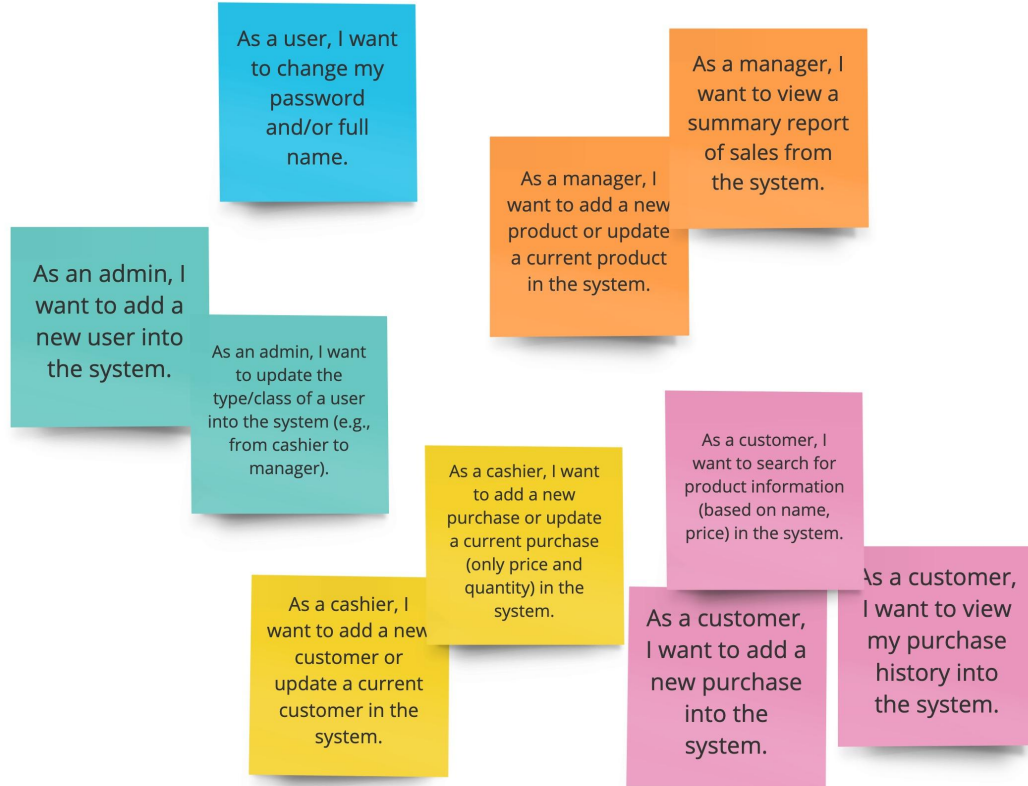 As a user, I want
to change my
password
and/or full
name.
As a manager, I
want to view a
summary report
of sales from
the system.
As a manager, I
want to add a new
product or update
a current product
in the system.
As an admin, I
want to add a
new user into
the system.
As an admin, I want
to update the
type/class of a user
into the system (e.g.,
from cashier to
manager).
As a cashier, I want
to add a new
purchase or update
a current purchase
(only price and
quantity) in the
system.
As a cashier, I
want to add a new
customer or
update a current
customer in the
system.
As a customer, I
want to search for
product information
(based on name,
price) in the system.
As a customer,
I want to add a
new purchase
into the
system.
As a customer,
I want to view
my purchase
history into
the system.